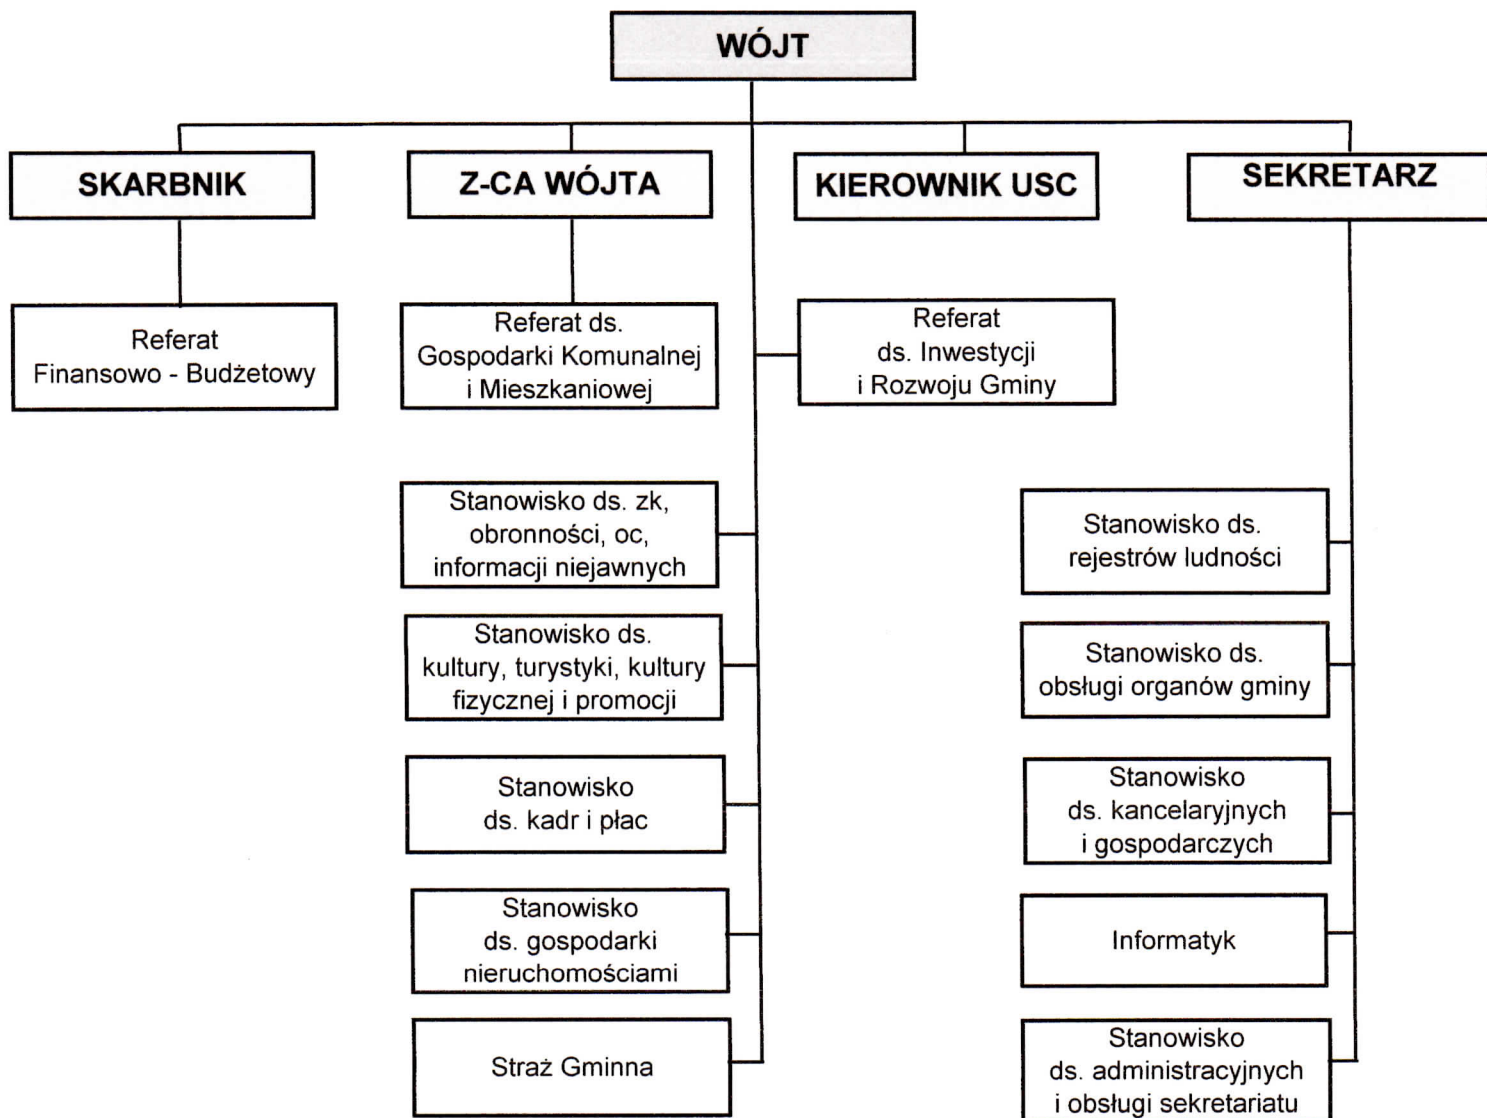 WÓJT
SKARBNIK
Z-CA WÓJTA
KIEROWNIK USC
SEKRETARZ
Referat
Finansowo - Budżetowy
Referat ds.
Gospodarki Komunalnej
i Mieszkaniowej
Referat
ds. Inwestycji
i Rozwoju Gminy
Stanowisko ds. zk,
obronności, oc,
informacji niejawnych
Stanowisko ds.
kultury, turystyki, kultury
fizycznej i promocji
Stanowisko
ds. kadr i płac
Stanowisko
ds. gospodarki
nieruchomościami
Straż Gminna
Stanowisko ds.
rejestrów ludności
Stanowisko ds.
obsługi organów gminy
Stanowisko
ds. kancelaryjnych
i gospodarczych
Informatyk
Stanowisko
ds. administracyjnych
i obsługi sekretariatu